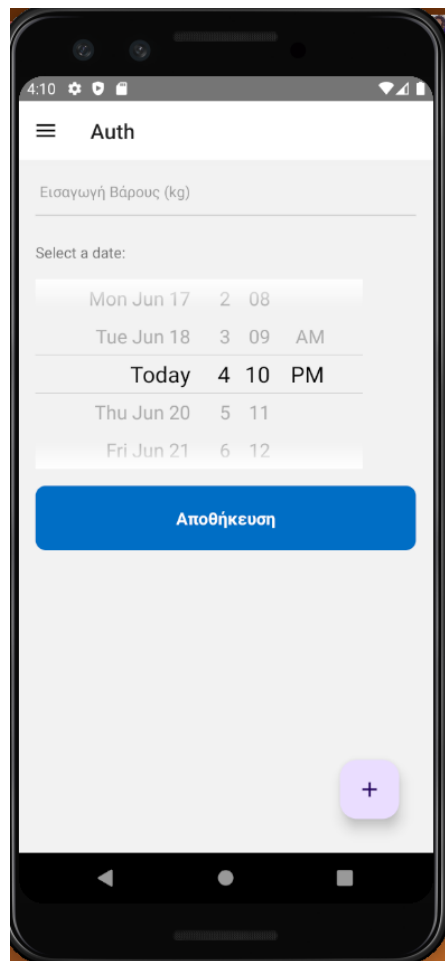 4:10
Auth
Εισαγωγή Βάρους (kg)
Select a date:
Mon Jun 17 2 08
Tue Jun 18 3 09 AM
Today 4 10 PM
Thu Jun 20 5 11
Fri Jun 21 6 12
Αποθήκευση
+